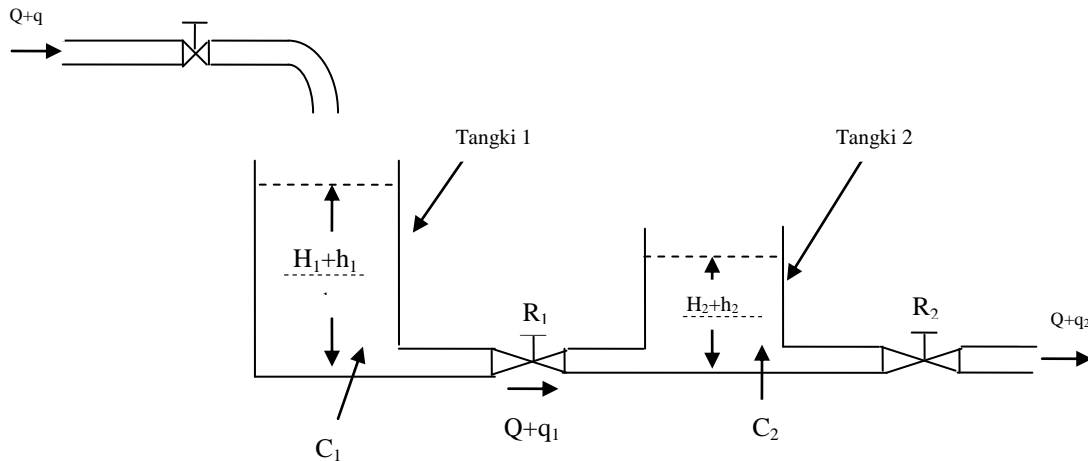 Q+q
Tangki 1
Tangki 2
H₁+h₁
R₁
H₂+h₂
R₂
Q+q₂
C₁
Q+q₁
C₂